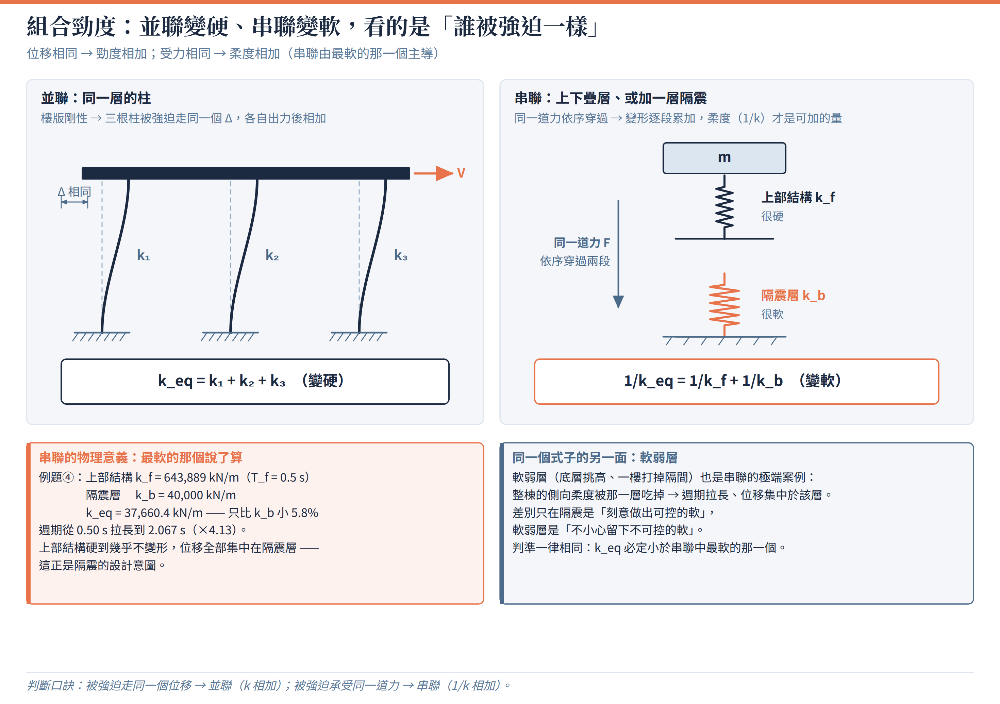 組合勁度：並聯變硬、串聯變軟，看的是「誰被強迫一樣」
位移相同 → 勁度相加；受力相同 → 柔度相加（串聯由最軟的那一個主導）
並聯：同一層的柱
樓版剛性 → 三根柱被強迫走同一個 Δ，各自出力後相加
V
Δ 相同
k₁
k₂
k₃
k_eq = k₁ + k₂ + k₃ （變硬）
串聯：上下疊層、或加一層隔震
同一道力依序穿過 → 變形逐段累加，柔度（1/k）才是可加的量
m
上部結構 k_f
很硬
同一道力 F
依序穿過兩段
隔震層 k_b
很軟
1/k_eq = 1/k_f + 1/k_b （變軟）
串聯的物理意義：最軟的那個說了算
例題④：上部結構 k_f = 643,889 kN/m（T_f = 0.5 s）
隔震層 k_b = 40,000 kN/m
k_eq = 37,660.4 kN/m —— 只比 k_b 小 5.8%
週期從 0.50 s 拉長到 2.067 s（×4.13）。
上部結構硬到幾乎不變形，位移全部集中在隔震層 ——
這正是隔震的設計意圖。
同一個式子的另一面：軟弱層
軟弱層（底層挑高、一樓打掉隔間）也是串聯的極端案例：
整棟的側向柔度被那一層吃掉 → 週期拉長、位移集中於該層。
差別只在隔震是「刻意做出可控的軟」，
軟弱層是「不小心留下不可控的軟」。
判準一律相同：k_eq 必定小於串聯中最軟的那一個。
判斷口訣：被強迫走同一個位移 → 並聯（k 相加）；被強迫承受同一道力 → 串聯（1/k 相加）。